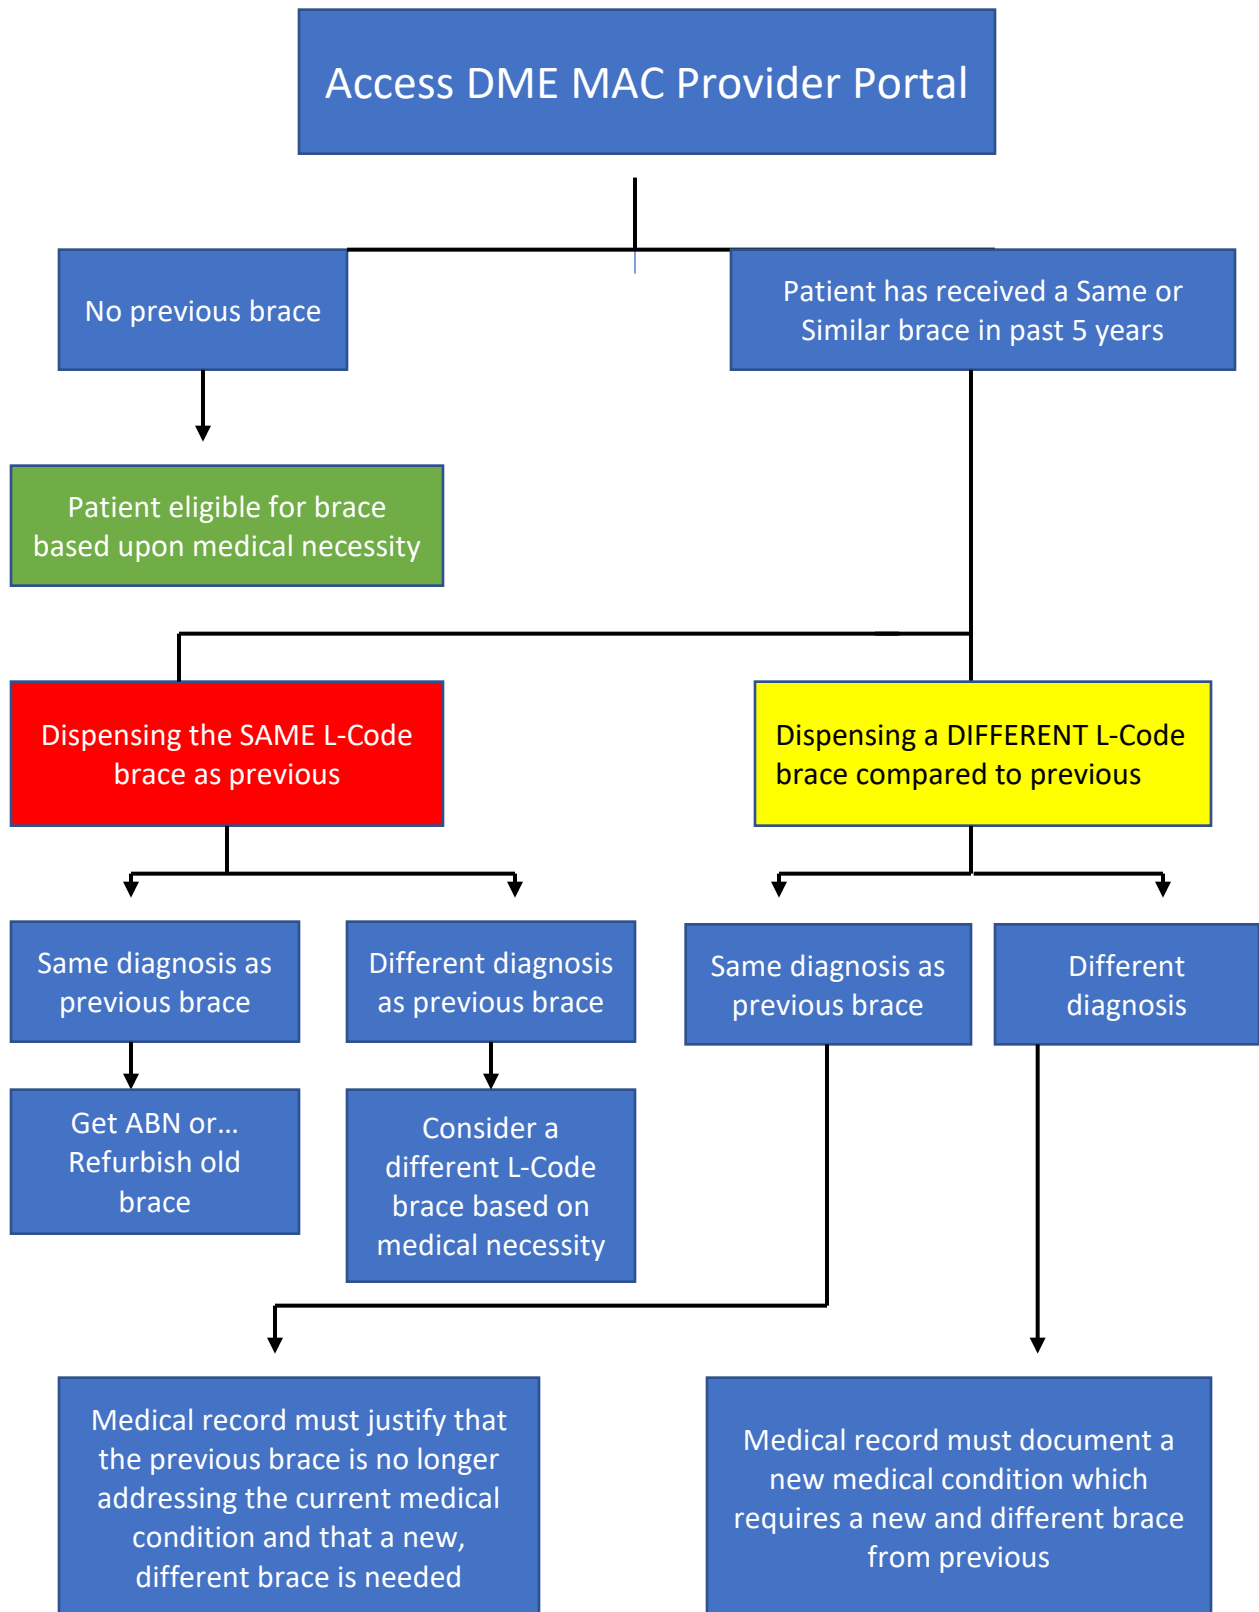 Access DME MAC Provider Portal
No previous brace
Patient has received a Same or
Similar brace in past 5 years
Patient eligible for brace
based upon medical necessity
Dispensing the SAME L-Code
brace as previous
Dispensing a DIFFERENT L-Code
brace compared to previous
Same diagnosis as
previous brace
Different diagnosis
as previous brace
Same diagnosis as
previous brace
Different
diagnosis
Get ABN or...
Refurbish old
brace
Consider a
different L-Code
brace based on
medical necessity
Medical record must justify that
the previous brace is no longer
addressing the current medical
condition and that a new,
different brace is needed
Medical record must document a
new medical condition which
requires a new and different brace
from previous